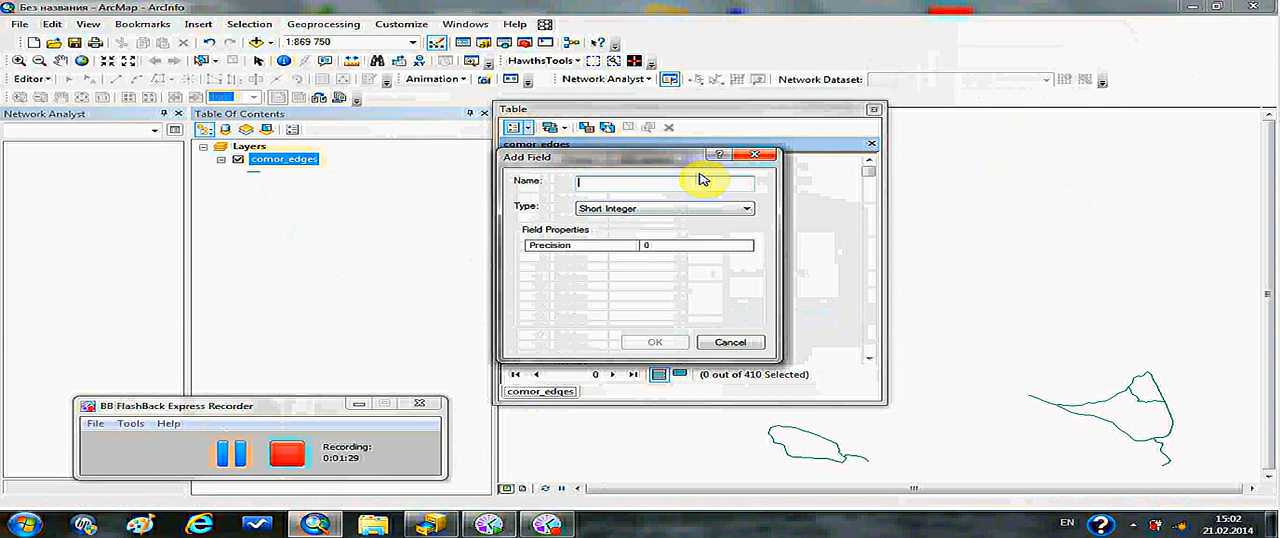 Без названия - ArcMap - ArcInfo
File Edit View Bookmarks Insert Selection Geoprocessing Customize Windows Help
1:869 750
HawthsTools
Editor Animation Network Analyst Network Dataset:
Network Analyst Table Of Contents Table
Layers
comor_edges
comor_edges
Add Field
Name:
Type: Short Integer
Field Properties
Precision 0
OK Cancel
0 (0 out of 410 Selected)
comor_edges
BB FlashBack Express Recorder
File Tools Help
Recording:
0:01:29
EN
15:02
21.02.2014